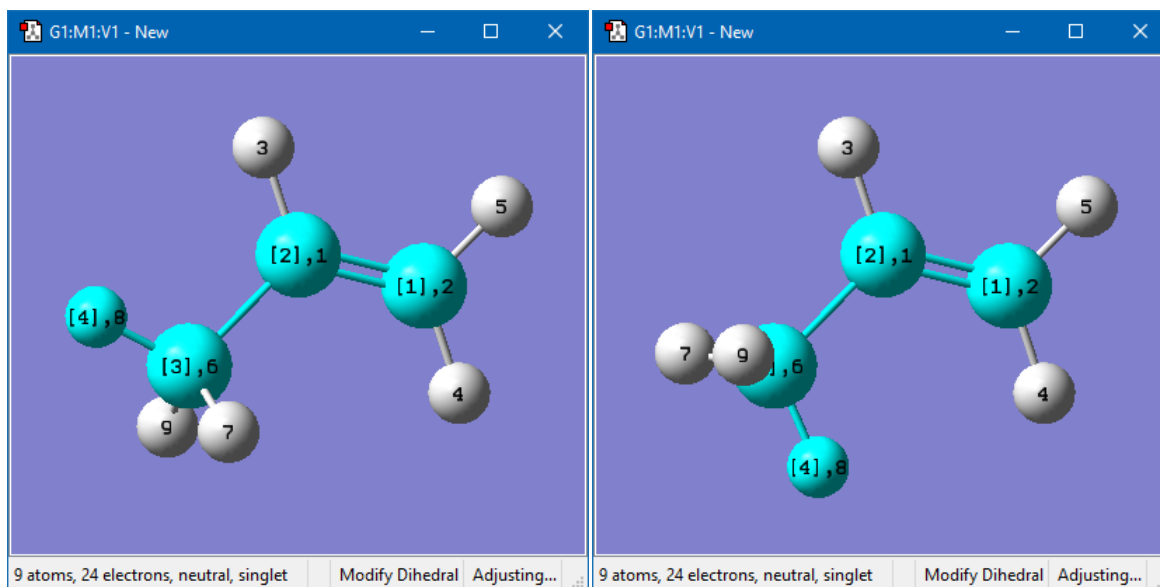 G1:M1:V1 - New
3
5
[2],1
[1],2
[4],8
[3],6
4
9
7
9 atoms, 24 electrons, neutral, singlet
Modify Dihedral
Adjusting...
G1:M1:V1 - New
3
5
[2],1
[1],2
7
9
],6
4
[4],8
9 atoms, 24 electrons, neutral, singlet
Modify Dihedral
Adjusting...